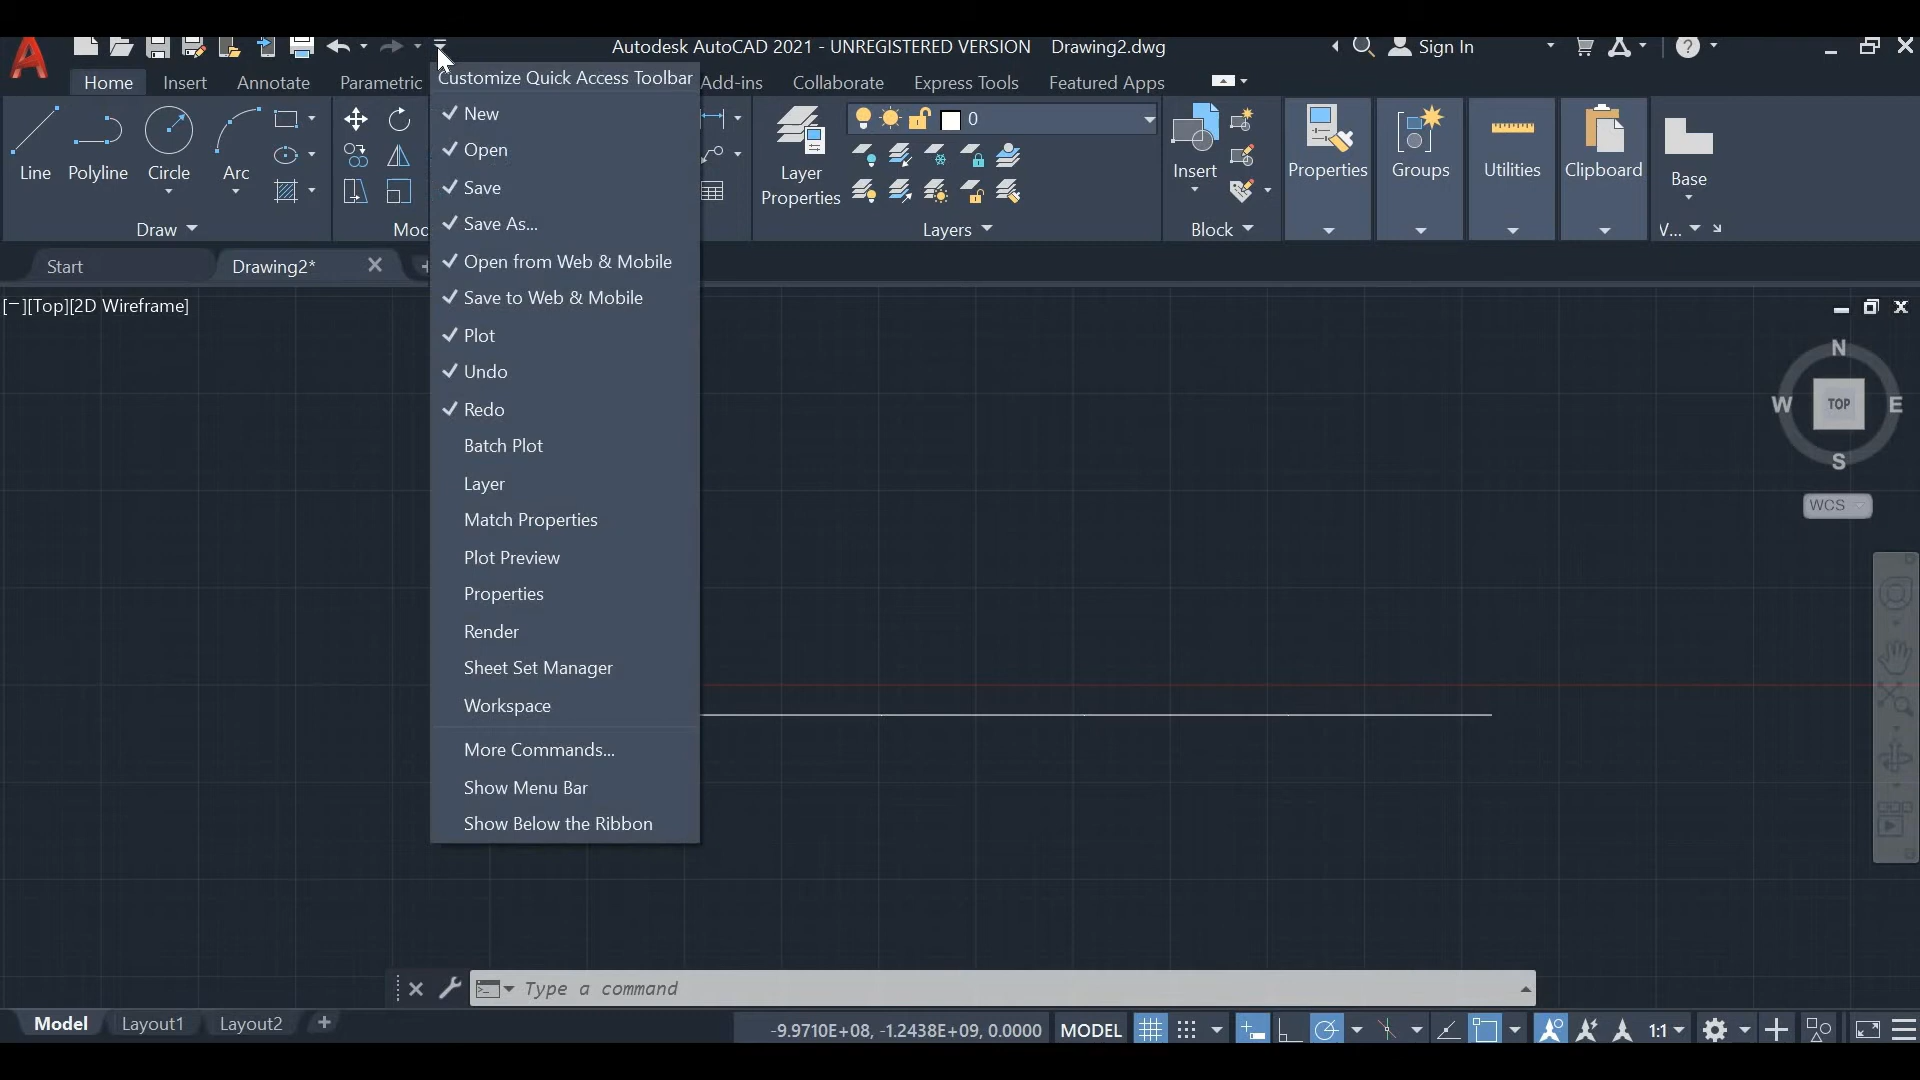 Autodesk AutoCAD 2021 - UNREGISTERED VERSION Drawing2.dwg
Sign In
Home
Insert
Annotate
Parametric
Add-ins
Collaborate
Express Tools
Featured Apps
Customize Quick Access Toolbar
New
Open
Save
Save As...
Open from Web & Mobile
Save to Web & Mobile
Plot
Undo
Redo
Batch Plot
Layer
Match Properties
Plot Preview
Properties
Render
Sheet Set Manager
Workspace
More Commands...
Show Menu Bar
Show Below the Ribbon
Line
Polyline
Circle
Arc
Draw
Moc
Layer
Properties
0
Layers
Insert
Block
Properties
Groups
Utilities
Clipboard
Base
V...
Start
Drawing2*
[−][Top][2D Wireframe]
N
W
TOP
E
S
WCS
Type a command
Model
Layout1
Layout2
-9.9710E+08, -1.2438E+09, 0.0000
MODEL
1:1